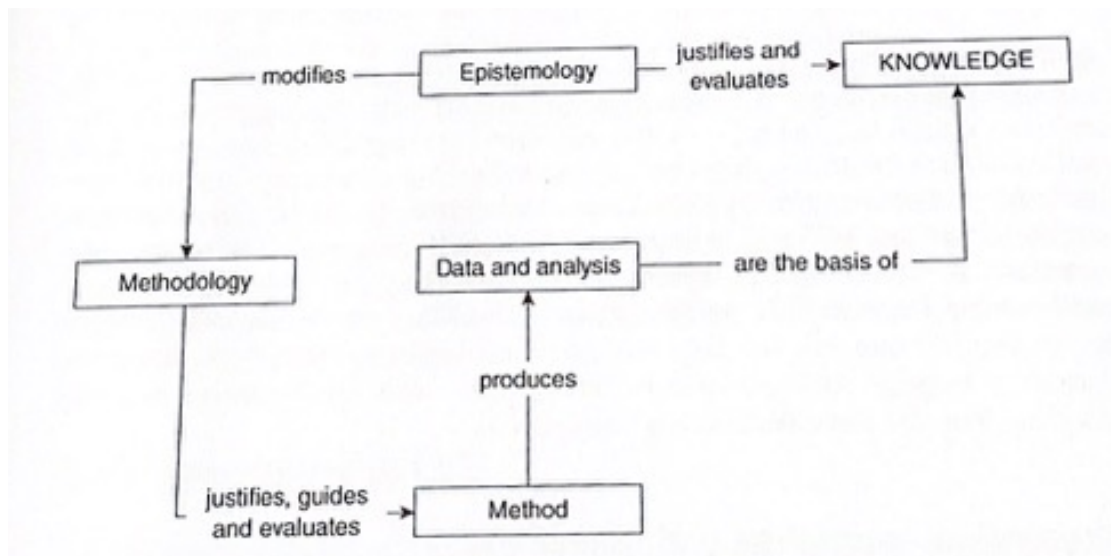 modifies
Epistemology
justifies and
evaluates
KNOWLEDGE
Methodology
Data and analysis
are the basis of
produces
justifies, guides
and evaluates
Method